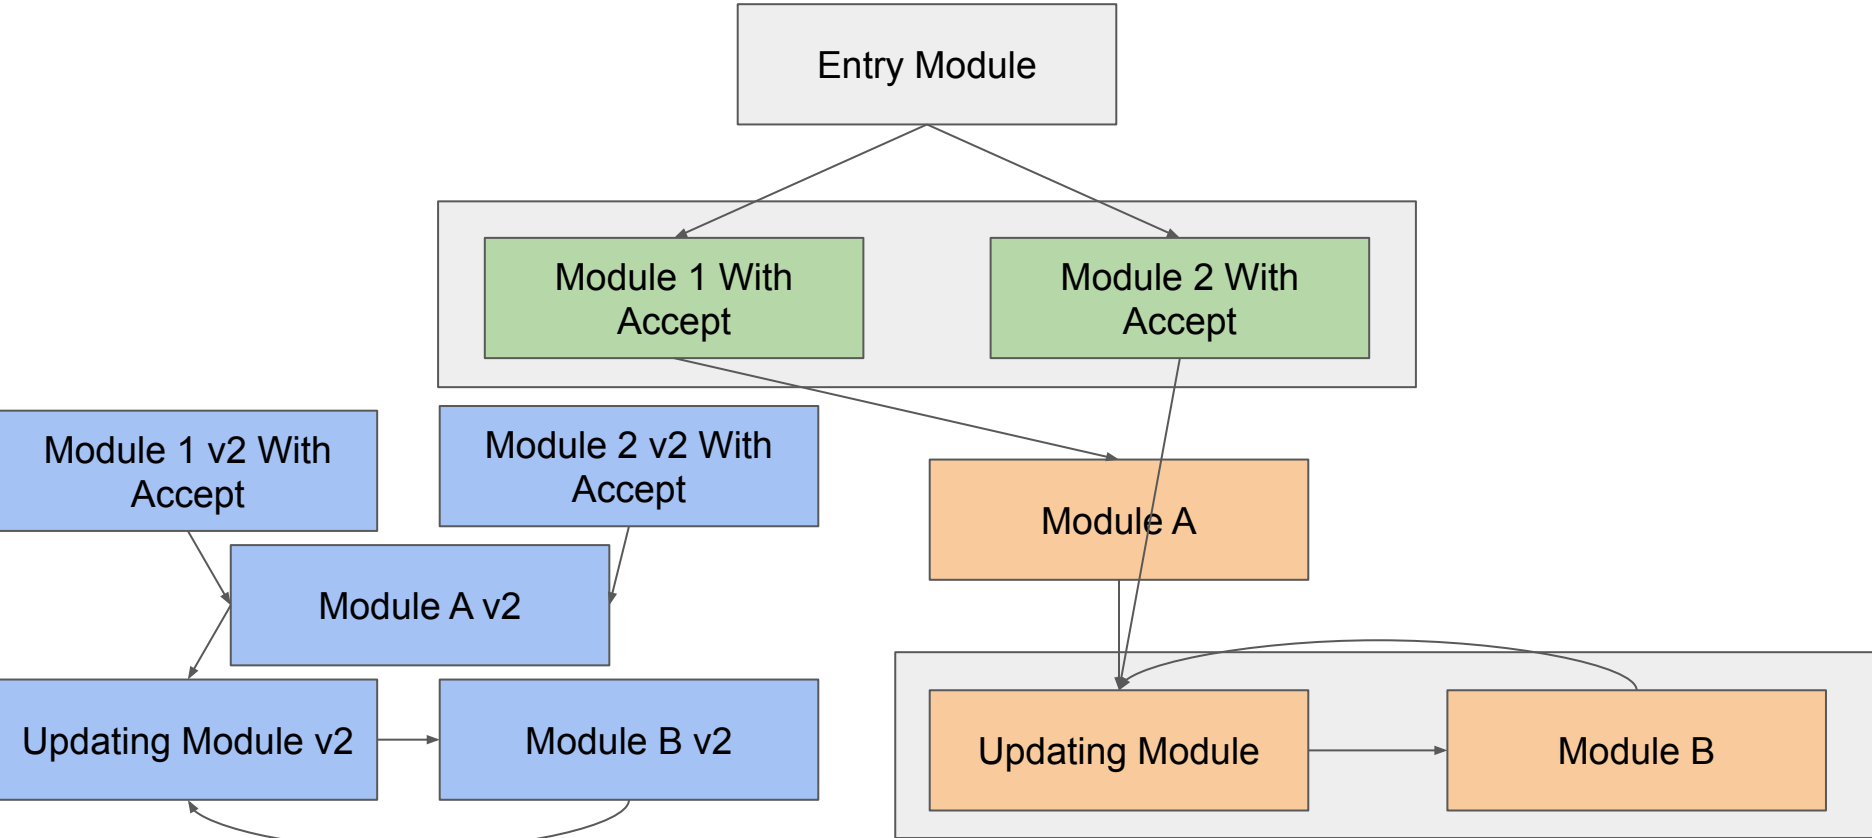 Entry Module
Module 1 With
Accept
Module 2 With
Accept
Module 1 v2 With
Accept
Module 2 v2 With
Accept
Module A
Module A v2
Updating Module v2
Module B v2
Updating Module
Module B